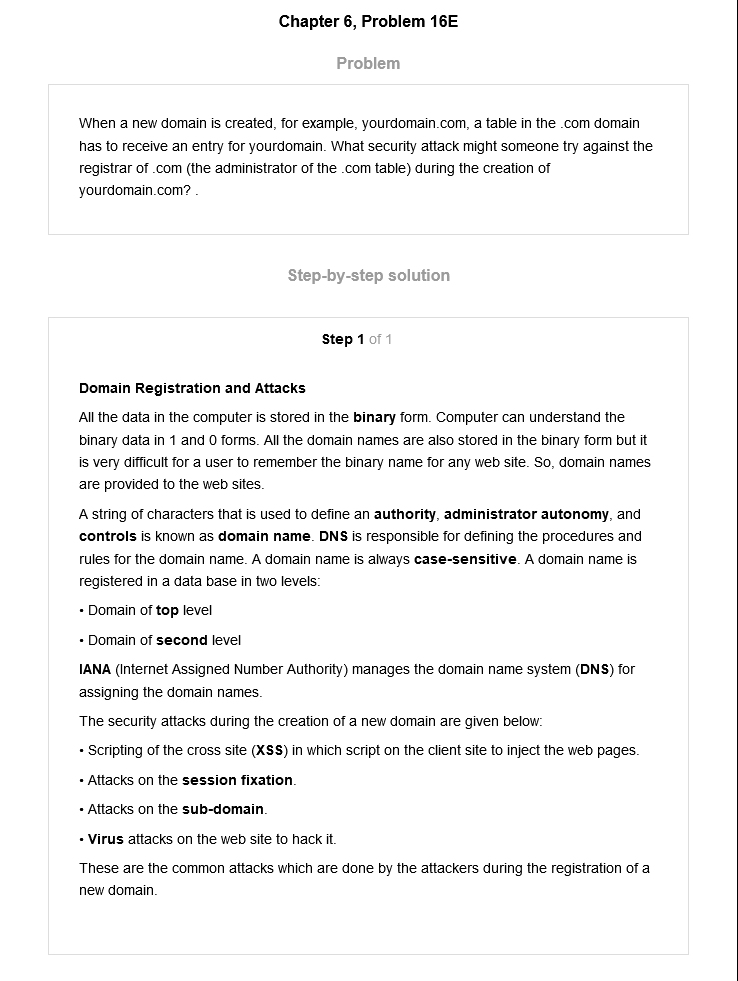 Chapter 6, Problem 16E
Problem
When a new domain is created, for example, yourdomain.com, a table in the .com domain
has to receive an entry for yourdomain. What security attack might someone try against the
registrar of .com (the administrator of the .com table) during the creation of
yourdomain.com? .
Step-by-step solution
Step 1 of 1
Domain Registration and Attacks
All the data in the computer is stored in the binary form. Computer can understand the
binary data in 1 and 0 forms. All the domain names are also stored in the binary form but it
is very difficult for a user to remember the binary name for any web site. So, domain names
are provided to the web sites.
A string of characters that is used to define an authority, administrator autonomy, and
controls is known as domain name. DNS is responsible for defining the procedures and
rules for the domain name. A domain name is always case-sensitive. A domain name is
registered in a data base in two levels:
• Domain of top level
• Domain of second level
IANA (Internet Assigned Number Authority) manages the domain name system (DNS) for
assigning the domain names.
The security attacks during the creation of a new domain are given below:
• Scripting of the cross site (XSS) in which script on the client site to inject the web pages.
• Attacks on the session fixation.
• Attacks on the sub-domain.
• Virus attacks on the web site to hack it.
These are the common attacks which are done by the attackers during the registration of a
new domain.